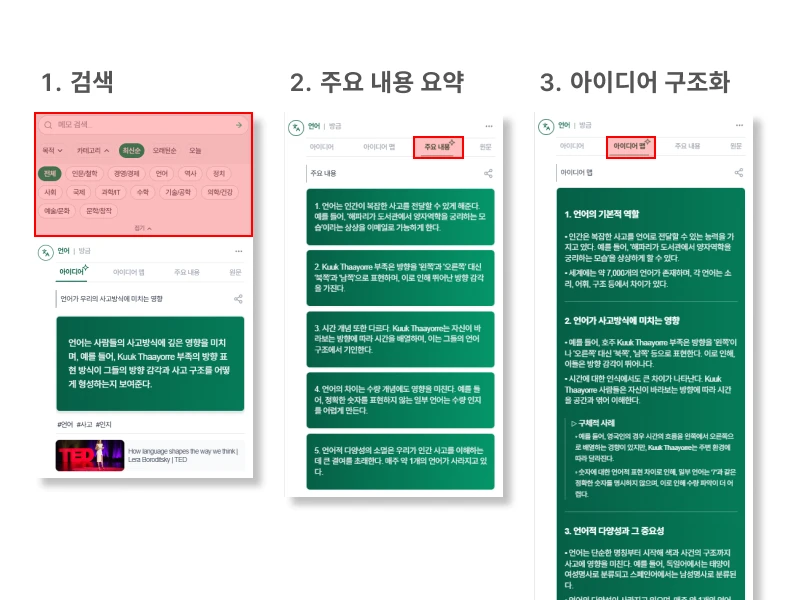 1. 검색
메모 검색...
목적 카테고리 최신순 오래된순 오늘
전체 인문/철학 경영/경제 언어 역사 정치
사회 국제 과학/IT 수학 기술/공학 의학/건강
예술/문화 문학/창작
접기
언어 | 방금
아이디어 아이디어 맵 주요 내용 원문
언어가 우리의 사고방식에 미치는 영향
언어는 사람들의 사고방식에 깊은 영향을 미치
며, 예를 들어, Kuuk Thaayorre 부족의 방향 표
현 방식이 그들의 방향 감각과 사고 구조를 어떻
게 형성하는지 보여준다.
#언어 #사고 #인지
TED
How language shapes the way we think |
Lera Boroditsky | TED
2. 주요 내용 요약
언어 | 방금
아이디어 아이디어 맵 주요 내용 원문
주요 내용
1. 언어는 인간이 복잡한 사고를 전달할 수 있게 해준다.
예를 들어, '해파리가 도서관에서 양자역학을 궁리하는 모
습'이라는 상상을 이메일로 가능하게 한다.
2. Kuuk Thaayorre 부족은 방향을 '왼쪽'과 '오른쪽' 대신
'북쪽'과 '남쪽'으로 표현하며, 이로 인해 뛰어난 방향 감각
을 가진다.
3. 시간 개념 또한 다르다. Kuuk Thaayorre는 자신이 바
라보는 방향에 따라 시간을 배열하며, 이는 그들의 언어
구조에서 기인한다.
4. 언어의 차이는 수량 개념에도 영향을 미친다. 예를 들
어, 정확한 숫자를 표현하지 않는 일부 언어는 수량 인지
를 어렵게 만든다.
5. 언어적 다양성의 소멸은 우리가 인간 사고를 이해하는
데 큰 결여를 초래한다. 매주 약 1개의 언어가 사라지고 있
다.
3. 아이디어 구조화
언어 | 방금
아이디어 아이디어 맵 주요 내용 원문
아이디어 맵
1. 언어의 기본적 역할
• 인간은 복잡한 사고를 언어로 전달할 수 있는 능력을 가
지고 있다. 예를 들어, '해파리가 도서관에서 양자역학을
궁리하는 모습'을 상상하게 할 수 있다.
• 세계에는 약 7,000개의 언어가 존재하며, 각 언어는 소
리, 어휘, 구조 등에서 차이가 있다.
2. 언어가 사고방식에 미치는 영향
• 예를 들어, 호주 Kuuk Thaayorre 부족은 방향을 '왼쪽'이
나 '오른쪽' 대신 '북쪽', '남쪽' 등으로 표현한다. 이로 인해,
이들은 방향 감각이 뛰어나다.
• 시간에 대한 인식에서도 큰 차이가 나타난다. Kuuk
Thaayorre 사람들은 자신이 바라보는 방향에 따라 시간
을 공간과 엮어 이해한다.
▷ 구체적 사례
• 예를 들어, 영국인의 경우 시간의 흐름을 왼쪽에서 오른쪽으
로 배열하는 경향이 있지만, Kuuk Thaayorre는 주변 환경에
따라 달라진다.
• 숫자에 대한 언어적 표현 차이로 인해, 일부 언어는 '7'과 같은
정확한 숫자를 명시하지 않으며, 이로 인해 수량 파악이 더 어
렵다.
3. 언어적 다양성과 그 중요성
• 언어는 단순한 명칭부터 시작해 색과 사건의 구조까지
사고에 영향을 미친다. 예를 들어, 독일어에서는 태양이
여성명사로 분류되고 스페인어에서는 남성명사로 분류된
다.